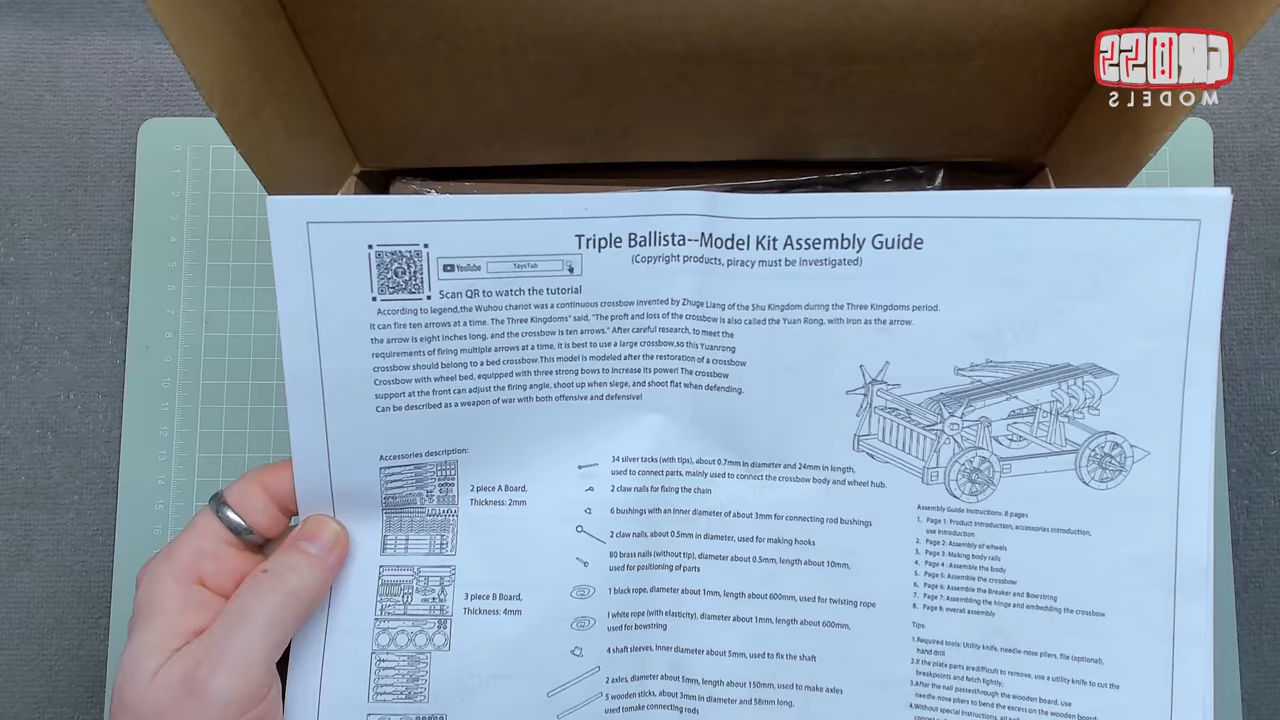 CROSS
MODELS
Triple Ballista--Model Kit Assembly Guide
(Copyright products, piracy must be investigated)
YouTube ToysTub
Scan QR to watch the tutorial
According to legend,the Wuhou chariot was a continuous crossbow invented by Zhuge Liang of the Shu Kingdom during the Three Kingdoms period.
It can fire ten arrows at a time. The Three Kingdoms" said, "The proft and loss of the crossbow is also called the Yuan Rong, with iron as the arrow.
the arrow is eight inches long, and the crossbow is ten arrows." After careful research, to meet the
requirements of firing multiple arrows at a time, it is best to use a large crossbow,so this Yuanrong
crossbow should belong to a bed crossbow.This model is modeled after the restoration of a crossbow
Crossbow with wheel bed, equipped with three strong bows to increase its power! The crossbow
support at the front can adjust the firing angle, shoot up when siege, and shoot flat when defending.
Can be described as a weapon of war with both offensive and defensive!
Accessories description:
2 piece A Board,
Thickness: 2mm
3 piece B Board,
Thickness: 4mm
34 silver tacks (with tips), about 0.7mm in diameter and 24mm in length,
used to connect parts, mainly used to connect the crossbow body and wheel hub.
2 claw nails for fixing the chain
6 bushings with an inner diameter of about 3mm for connecting rod bushings
2 claw nails, about 0.5mm in diameter, used for making hooks
80 brass nails (without tip), diameter about 0.5mm, length about 10mm,
used for positioning of parts
1 black rope, diameter about 1mm, length about 600mm, used for twisting rope
1 white rope (with elasticity), diameter about 1mm, length about 600mm,
used for bowstring
4 shaft sleeves, inner diameter about 5mm, used to fix the shaft
2 axles, diameter about 5mm, length about 150mm, used to make axles
5 wooden sticks, about 3mm in diameter and 58mm long,
used tomake connecting rods
Assembly Guide Instructions: 8 pages
1. Page 1: Product introduction, accessories introduction,
use introduction
2. Page 2: Assembly of wheels
3. Page 3: Making body rails
4. Page 4: Assemble the body
5. Page 5: Assemble the crossbow
6. Page 6: Assemble the Breaker and Bowstring
7. Page 7: Assembling the hinge and embedding the crossbow
8. Page 8: overall assembly
Tips:
1.Required tools: Utility knife, needle-nose pliers, file (optional),
hand drill
2.If the plate parts aredifficult to remove, use a utility knife to cut the
breakpoints and fetch lightly;
3.After the nail passesthrough the wooden board, use
needle-nose pliers to bend the excess on the wooden board
4.Without special instructions, all
0
1
2
3
4
5
9
10
11
12
13
14
15
16